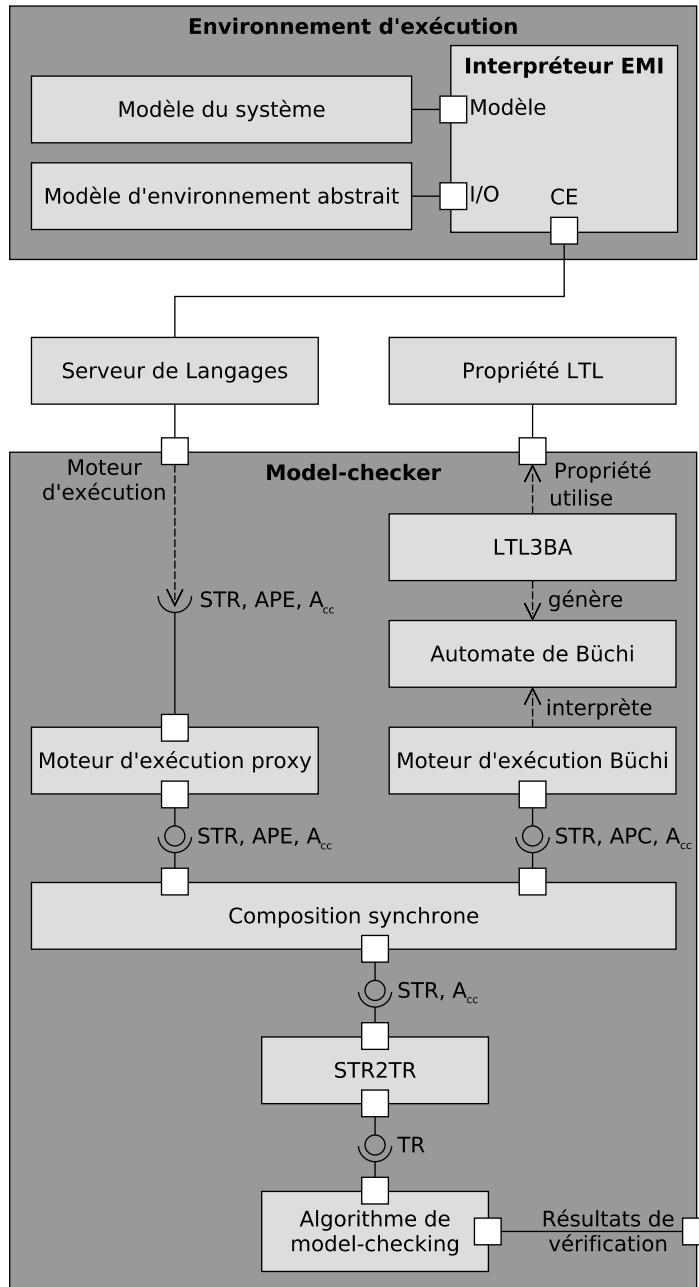 Environnement d'exécution
Interpréteur EMI
Modèle du système
Modèle
Modèle d'environnement abstrait
I/O
CE
Serveur de Langages
Propriété LTL
Moteur
d'exécution
Model-checker
Propriété
utilise
LTL3BA
STR, APE, Acc
génère
Automate de Büchi
interprète
Moteur d'exécution proxy
Moteur d'exécution Büchi
STR, APE, Acc
STR, APC, Acc
Composition synchrone
STR, Acc
STR2TR
TR
Algorithme de
model-checking
Résultats de
vérification